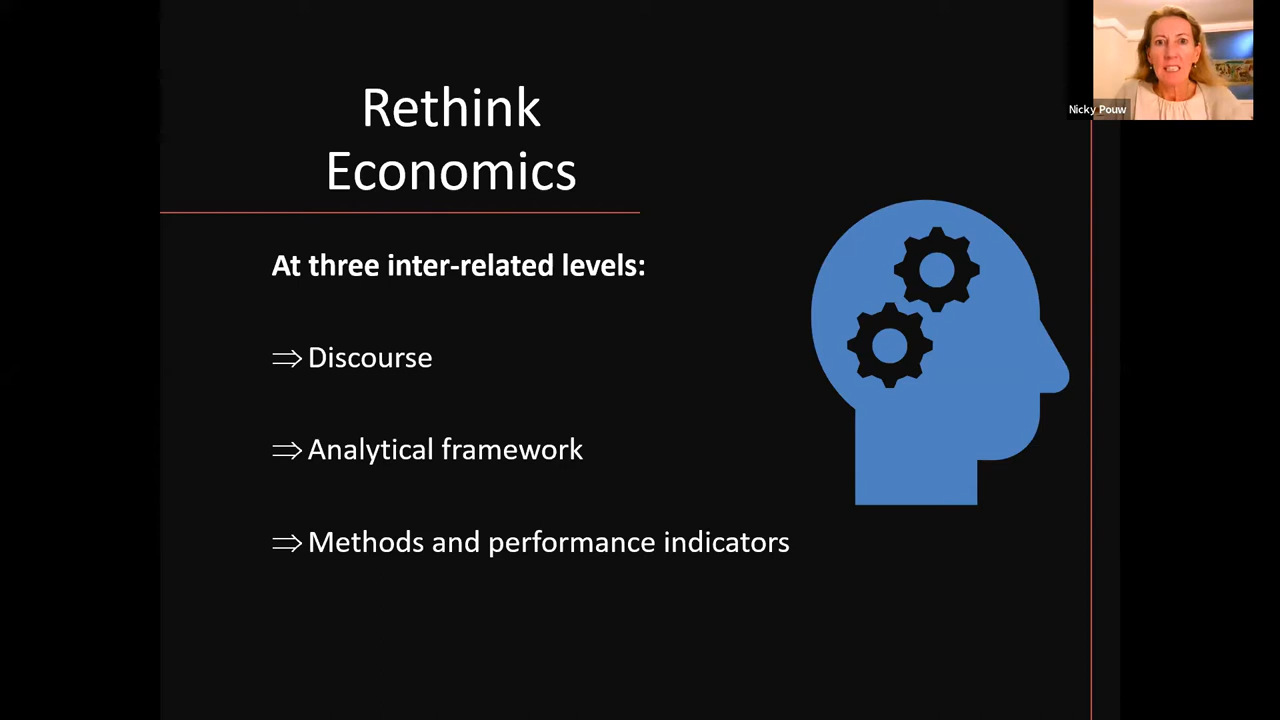 Rethink
Economics
Nicky Pouw
At three inter-related levels:
⇒ Discourse
⇒ Analytical framework
⇒ Methods and performance indicators